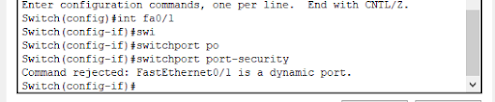 Enter configuration commands, one per line.  End with CNTL/Z.
Switch(config)#int fa0/1
Switch(config-if)#swi
Switch(config-if)#switchport po
Switch(config-if)#switchport port-security
Command rejected: FastEthernet0/1 is a dynamic port.
Switch(config-if)#